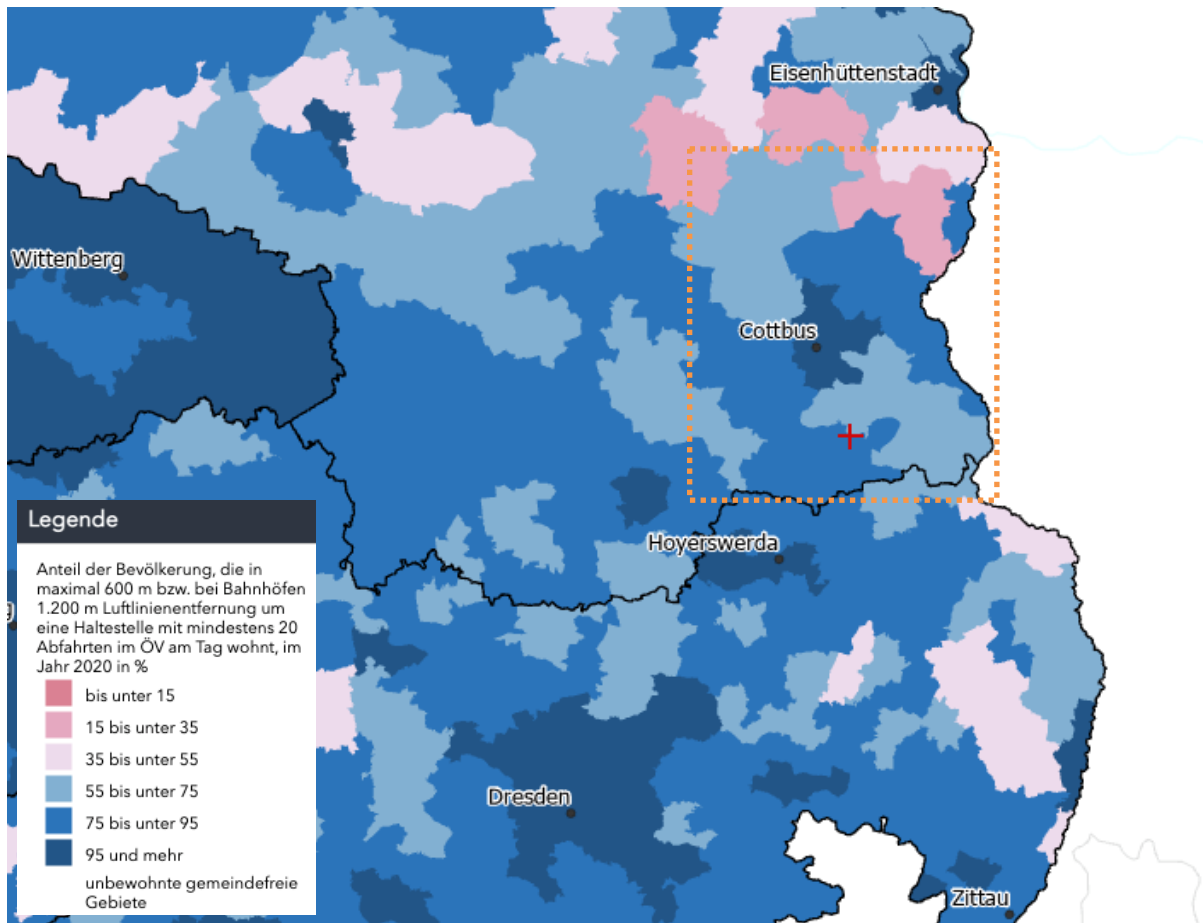 Eisenhüttenstadt
Wittenberg
Cottbus
Legende
Hoyerswerda
Anteil der Bevölkerung, die in
maximal 600 m bzw. bei Bahnhöfen
1.200 m Luftlinienentfernung um
eine Haltestelle mit mindestens 20
Abfahrten im ÖV am Tag wohnt, im
Jahr 2020 in %
bis unter 15
15 bis unter 35
35 bis unter 55
55 bis unter 75
75 bis unter 95
95 und mehr
unbewohnte gemeindefreie
Gebiete
Dresden
Zittau